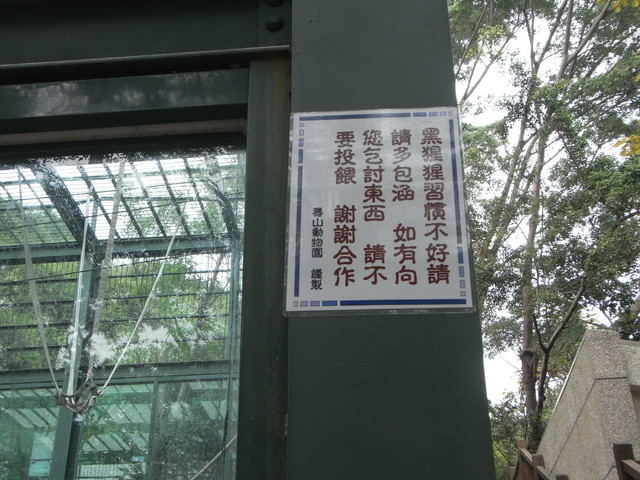 黑猩猩習慣不好請
請多包涵 如有向
您乞討東西 請不
要投餵 謝謝合作
壽山動物園 謹製